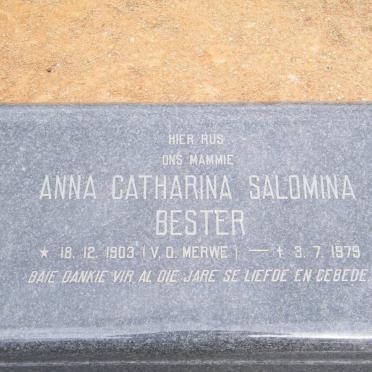 HIER RUS
ONS MAMMIE
ANNA CATHARINA SALOMINA
BESTER
★ 18. 12. 1903 (V. D. MERWE) — ✝ 3. 7. 1979
BAIE DANKIE VIR AL DIE JARE SE LIEFDE EN GEBEDE.